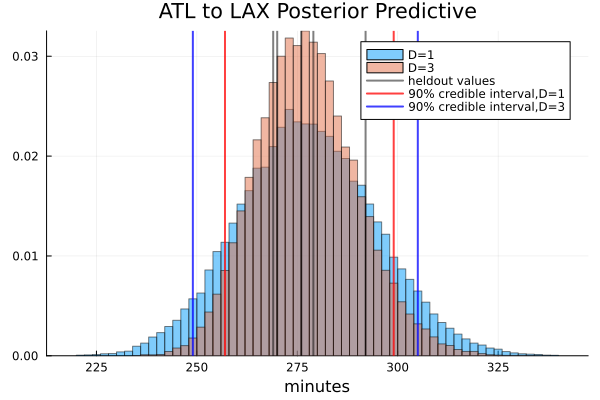 ATL to LAX Posterior Predictive
D=1
D=3
heldout values
90% credible interval,D=1
90% credible interval,D=3
0.03
0.02
0.01
0.00
225
250
275
300
325
minutes